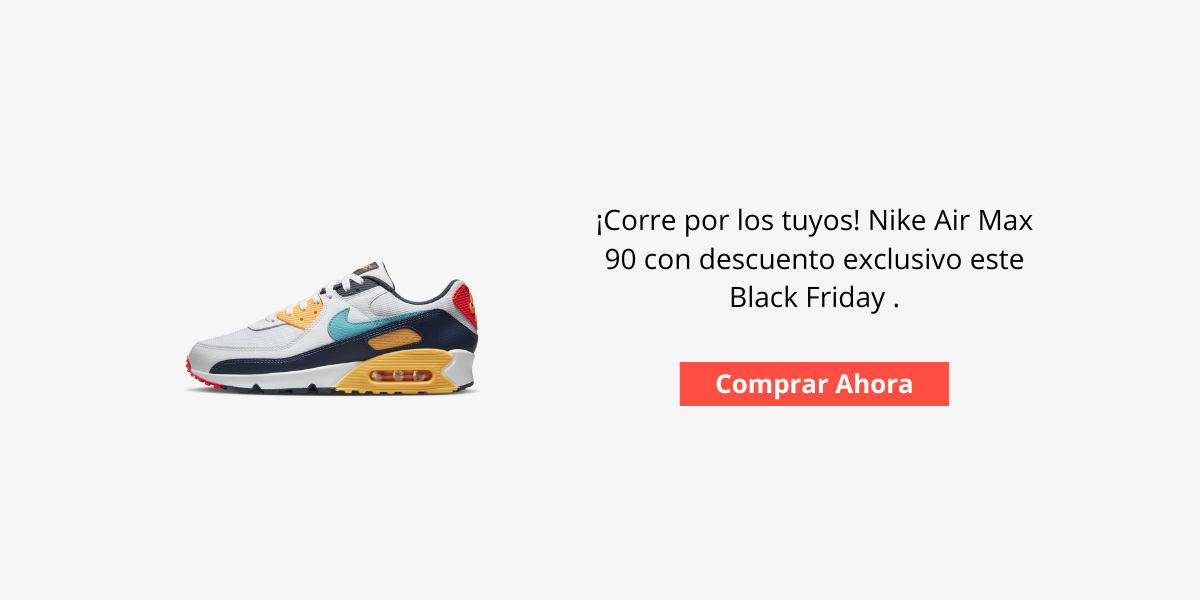 ¡Corre por los tuyos! Nike Air Max
90 con descuento exclusivo este
Black Friday .
Comprar Ahora